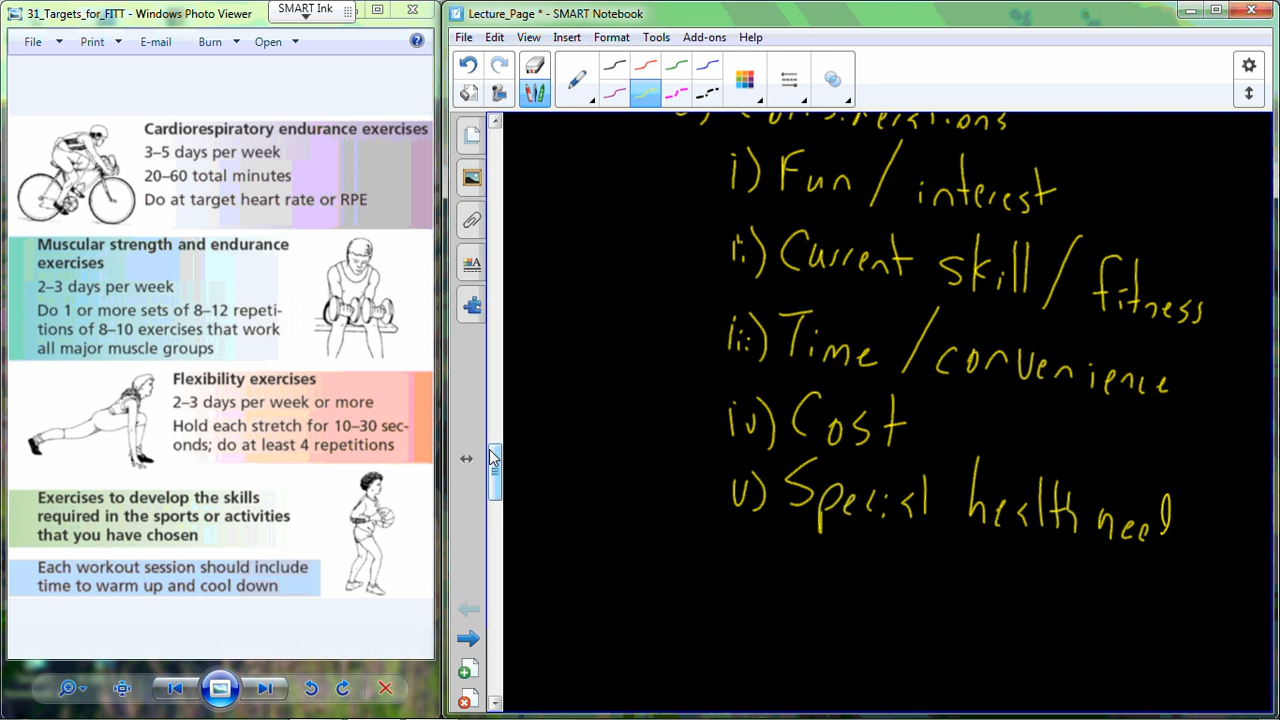 31_Targets_for_FITT - Windows Photo Viewer
SMART Ink
File Print E-mail Burn Open
Cardiorespiratory endurance exercises
3–5 days per week
20–60 total minutes
Do at target heart rate or RPE
Muscular strength and endurance
exercises
2–3 days per week
Do 1 or more sets of 8–12 repeti-
tions of 8–10 exercises that work
all major muscle groups
Flexibility exercises
2–3 days per week or more
Hold each stretch for 10–30 sec-
onds; do at least 4 repetitions
Exercises to develop the skills
required in the sports or activities
that you have chosen
Each workout session should include
time to warm up and cool down
Lecture_Page * - SMART Notebook
File Edit View Insert Format Tools Add-ons Help
i) Fun / interest
ii) Current skill / fitness
iii) Time / convenience
iv) Cost
v) Special health need